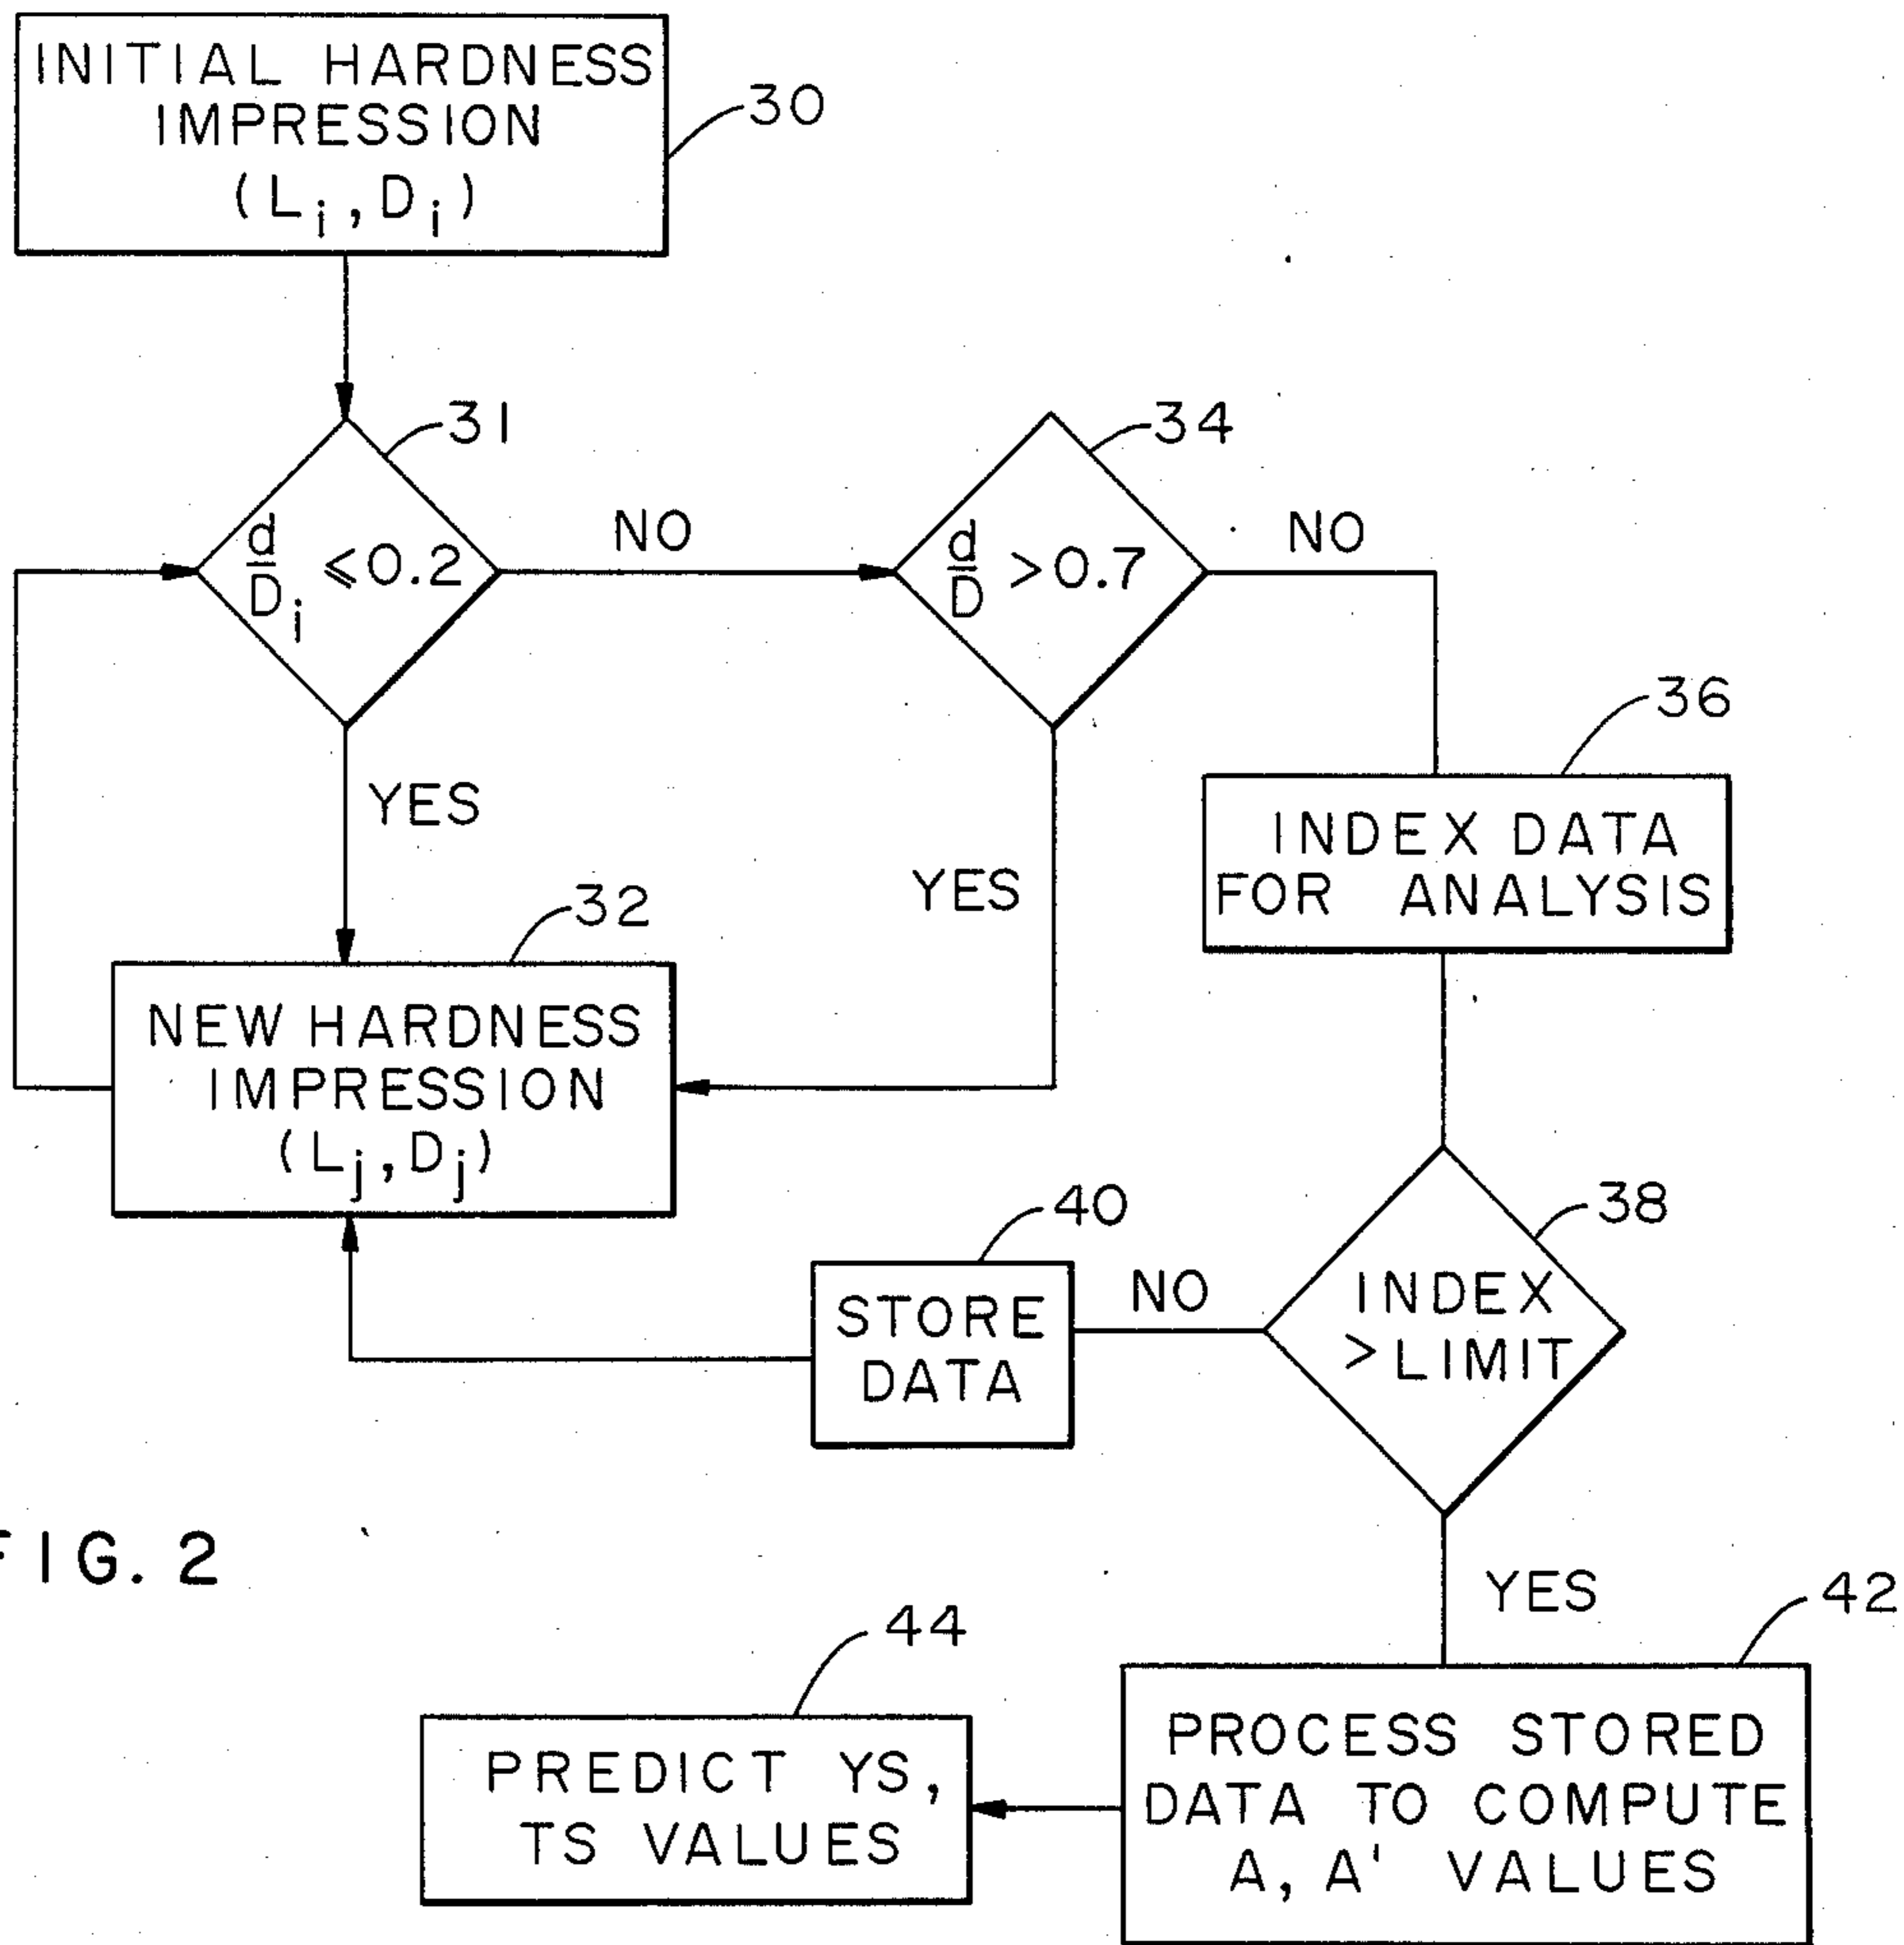 INITIAL HARDNESS
IMPRESSION
(Li, Di)
30
31
d/Di ≤0.2
NO
34
d/D >0.7
NO
YES
YES
36
INDEX DATA
FOR ANALYSIS
32
NEW HARDNESS
IMPRESSION
(Lj, Dj)
38
INDEX
> LIMIT
NO
40
STORE
DATA
FIG. 2
YES
42
PROCESS STORED
DATA TO COMPUTE
A, A' VALUES
44
PREDICT YS,
TS VALUES